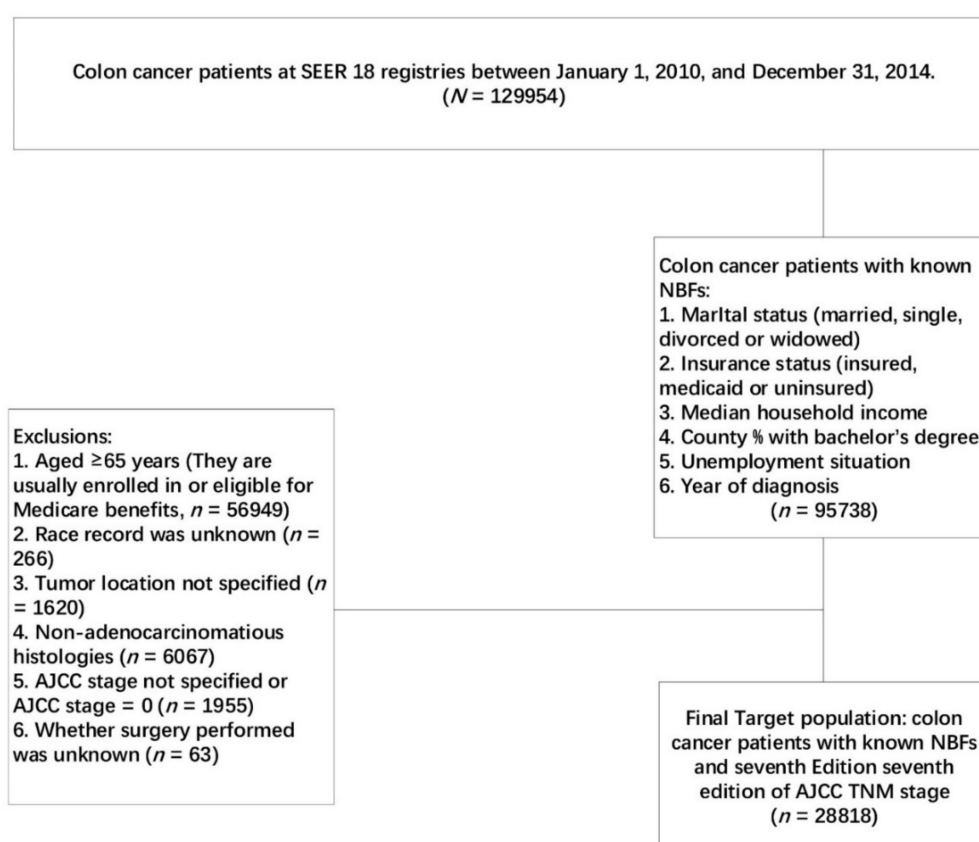 Colon cancer patients at SEER 18 registries between January 1, 2010, and December 31, 2014.
(N = 129954)
Colon cancer patients with known
NBFs:
1. MarItal status (married, single,
divorced or widowed)
2. Insurance status (insured,
medicaid or uninsured)
3. Median household income
4. County % with bachelor's degree
5. Unemployment situation
6. Year of diagnosis
(n = 95738)
Exclusions:
1. Aged ≥65 years (They are
usually enrolled in or eligible for
Medicare benefits, n = 56949)
2. Race record was unknown (n =
266)
3. Tumor location not specified (n
= 1620)
4. Non-adenocarcinomatious
histologies (n = 6067)
5. AJCC stage not specified or
AJCC stage = 0 (n = 1955)
6. Whether surgery performed
was unknown (n = 63)
Final Target population: colon
cancer patients with known NBFs
and seventh Edition seventh
edition of AJCC TNM stage
(n = 28818)